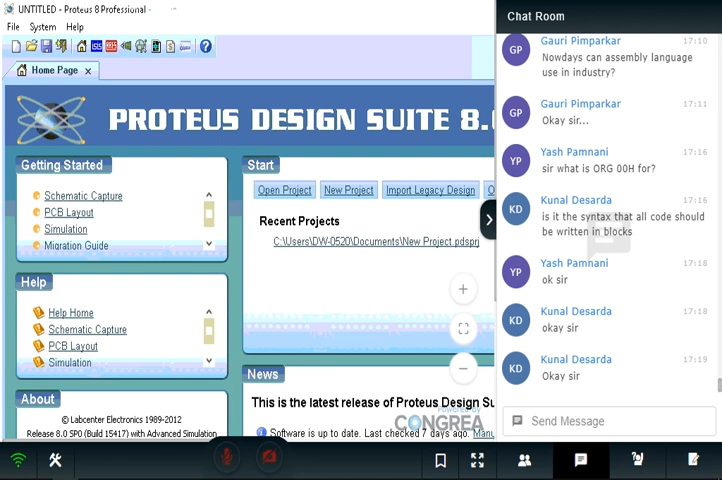 UNTITLED - Proteus 8 Professional -
File System Help
Home Page x
PROTEUS DESIGN SUITE 8.0
Getting Started
Schematic Capture
PCB Layout
Simulation
Migration Guide
Help
Help Home
Schematic Capture
PCB Layout
Simulation
About
© Labcenter Electronics 1989-2012
Release 8.0 SP0 (Build 15417) with Advanced Simulation
Start
Open Project New Project Import Legacy Design O
Recent Projects
C:\Users\DW-0520\Documents\New Project.pdsprj
News
This is the latest release of Proteus Design Su
Powered by
CONGREA
Software is up to date. Last checked 7 days ago. Manu
Chat Room
GP Gauri Pimparkar 17:10
Nowdays can assembly language
use in industry?
GP Gauri Pimparkar 17:11
Okay sir...
YP Yash Pamnani 17:16
sir what is ORG 00H for?
KD Kunal Desarda 17:16
is it the syntax that all code should
be written in blocks
YP Yash Pamnani 17:18
ok sir
KD Kunal Desarda 17:18
okay sir
KD Kunal Desarda 17:19
Okay sir
Send Message